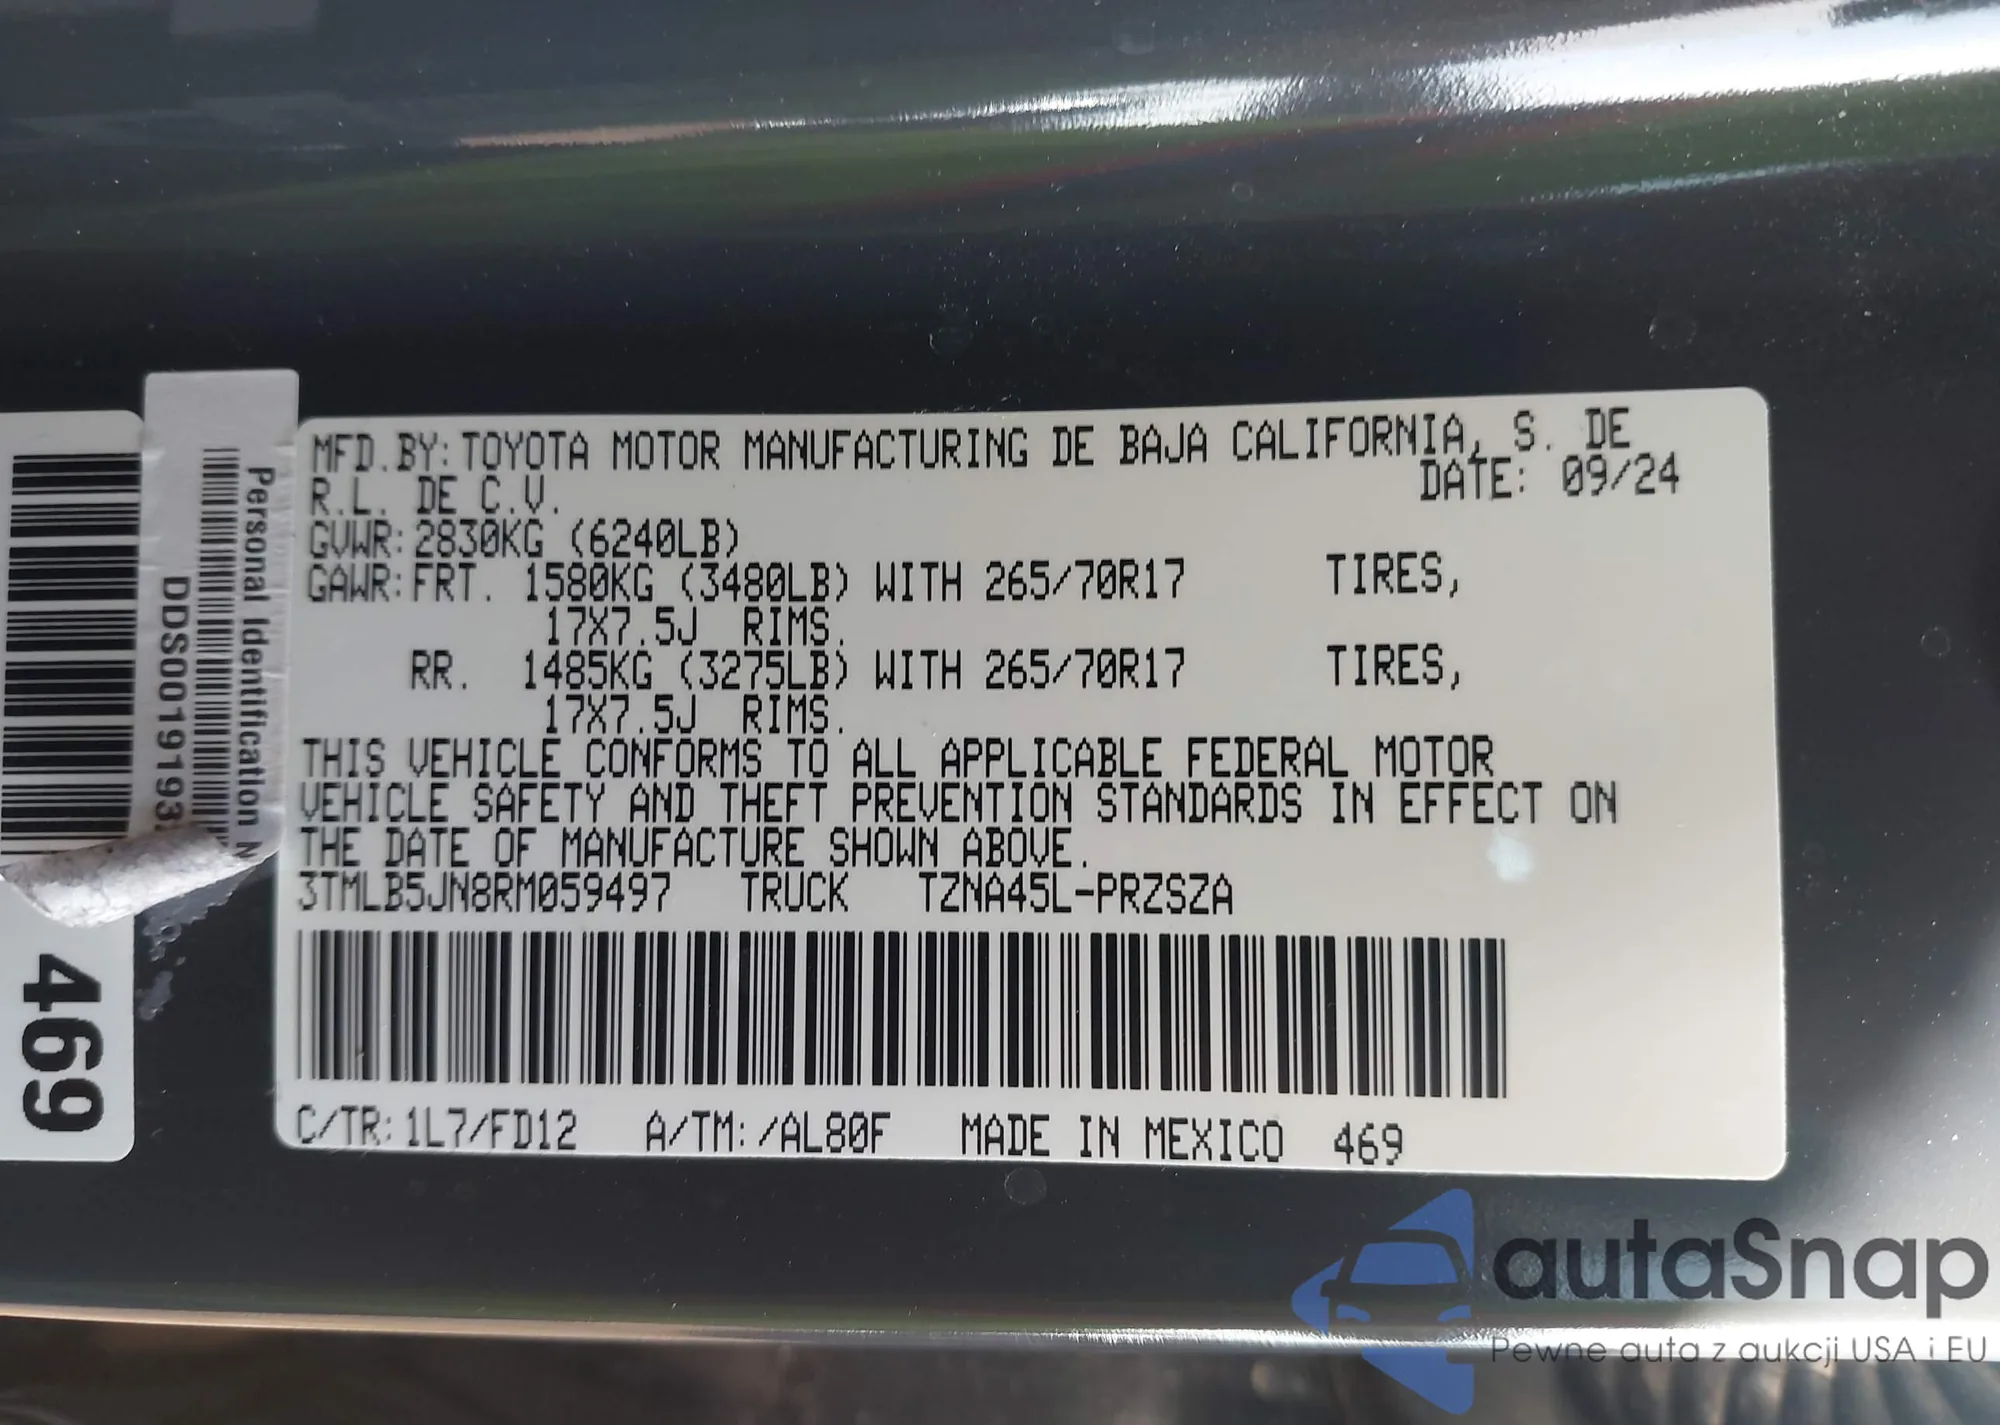 MFD.BY:TOYOTA MOTOR MANUFACTURING DE BAJA CALIFORNIA, S. DE
R.L. DE C.V. DATE: 09/24
GVWR:2830KG (6240LB)
GAWR:FRT. 1580KG (3480LB) WITH 265/70R17 TIRES,
17X7.5J RIMS.
RR. 1485KG (3275LB) WITH 265/70R17 TIRES,
17X7.5J RIMS.
THIS VEHICLE CONFORMS TO ALL APPLICABLE FEDERAL MOTOR
VEHICLE SAFETY AND THEFT PREVENTION STANDARDS IN EFFECT ON
THE DATE OF MANUFACTURE SHOWN ABOVE.
3TMLB5JN8RM059497 TRUCK TZNA45L-PRZSZA
C/TR:1L7/FD12 A/TM:/AL80F MADE IN MEXICO 469
Personal Identification N
DDS0019193
469
autaSnap
Pewne auta z aukcji USA i EU